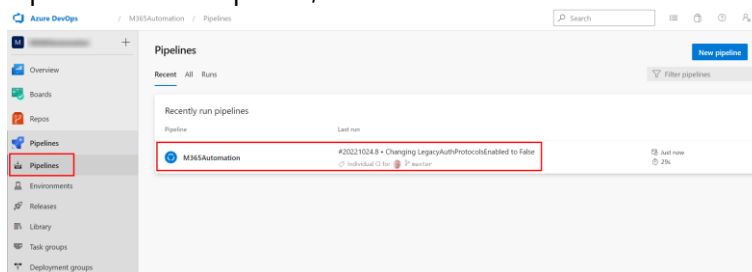 Azure DevOps / M365Automation / Pipelines Search
M +
Pipelines New pipeline
Overview
Recent All Runs Filter pipelines
Boards
Recently run pipelines
Repos
Pipeline Last run
Pipelines
M365Automation #20221024.8 • Changing LegacyAuthProtocolsEnabled to False Just now
Individual CI for master 29s
Pipelines
Environments
Releases
Library
Task groups
Deployment groups